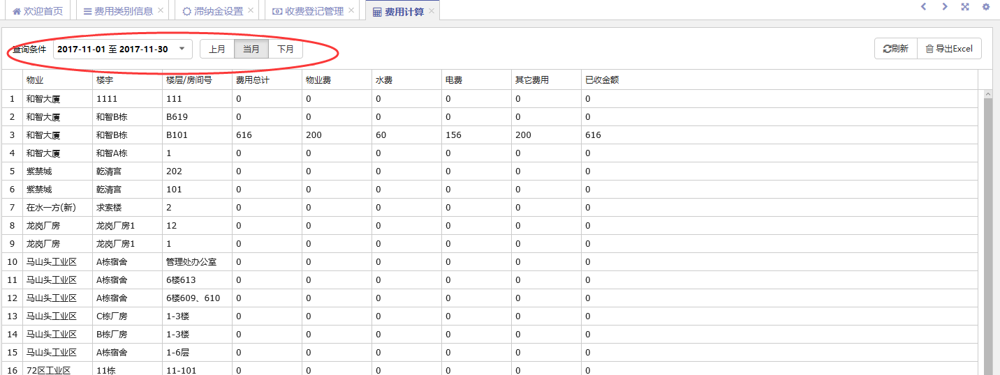 欢迎首页 费用类别信息 滞纳金设置 收费登记管理 费用计算
查询条件 2017-11-01 至 2017-11-30 上月 当月 下月 刷新 导出Excel
物业 楼宇 楼层/房间号 费用总计 物业费 水费 电费 其它费用 已收金额
1 和智大厦 1111 111 0 0 0 0 0 0
2 和智大厦 和智B栋 B619 0 0 0 0 0 0
3 和智大厦 和智B栋 B101 616 200 60 156 200 616
4 和智大厦 和智A栋 1 0 0 0 0 0 0
5 紫禁城 乾清宫 202 0 0 0 0 0 0
6 紫禁城 乾清宫 101 0 0 0 0 0 0
7 在水一方(新) 求索楼 2 0 0 0 0 0 0
8 龙岗厂房 龙岗厂房1 12 0 0 0 0 0 0
9 龙岗厂房 龙岗厂房1 1 0 0 0 0 0 0
10 马山头工业区 A栋宿舍 管理处办公室 0 0 0 0 0 0
11 马山头工业区 A栋宿舍 6楼613 0 0 0 0 0 0
12 马山头工业区 A栋宿舍 6楼609、610 0 0 0 0 0 0
13 马山头工业区 C栋厂房 1-3楼 0 0 0 0 0 0
14 马山头工业区 B栋厂房 1-3楼 0 0 0 0 0 0
15 马山头工业区 A栋宿舍 1-6层 0 0 0 0 0 0
16 72区工业区 11栋 11-101 0 0 0 0 0 0